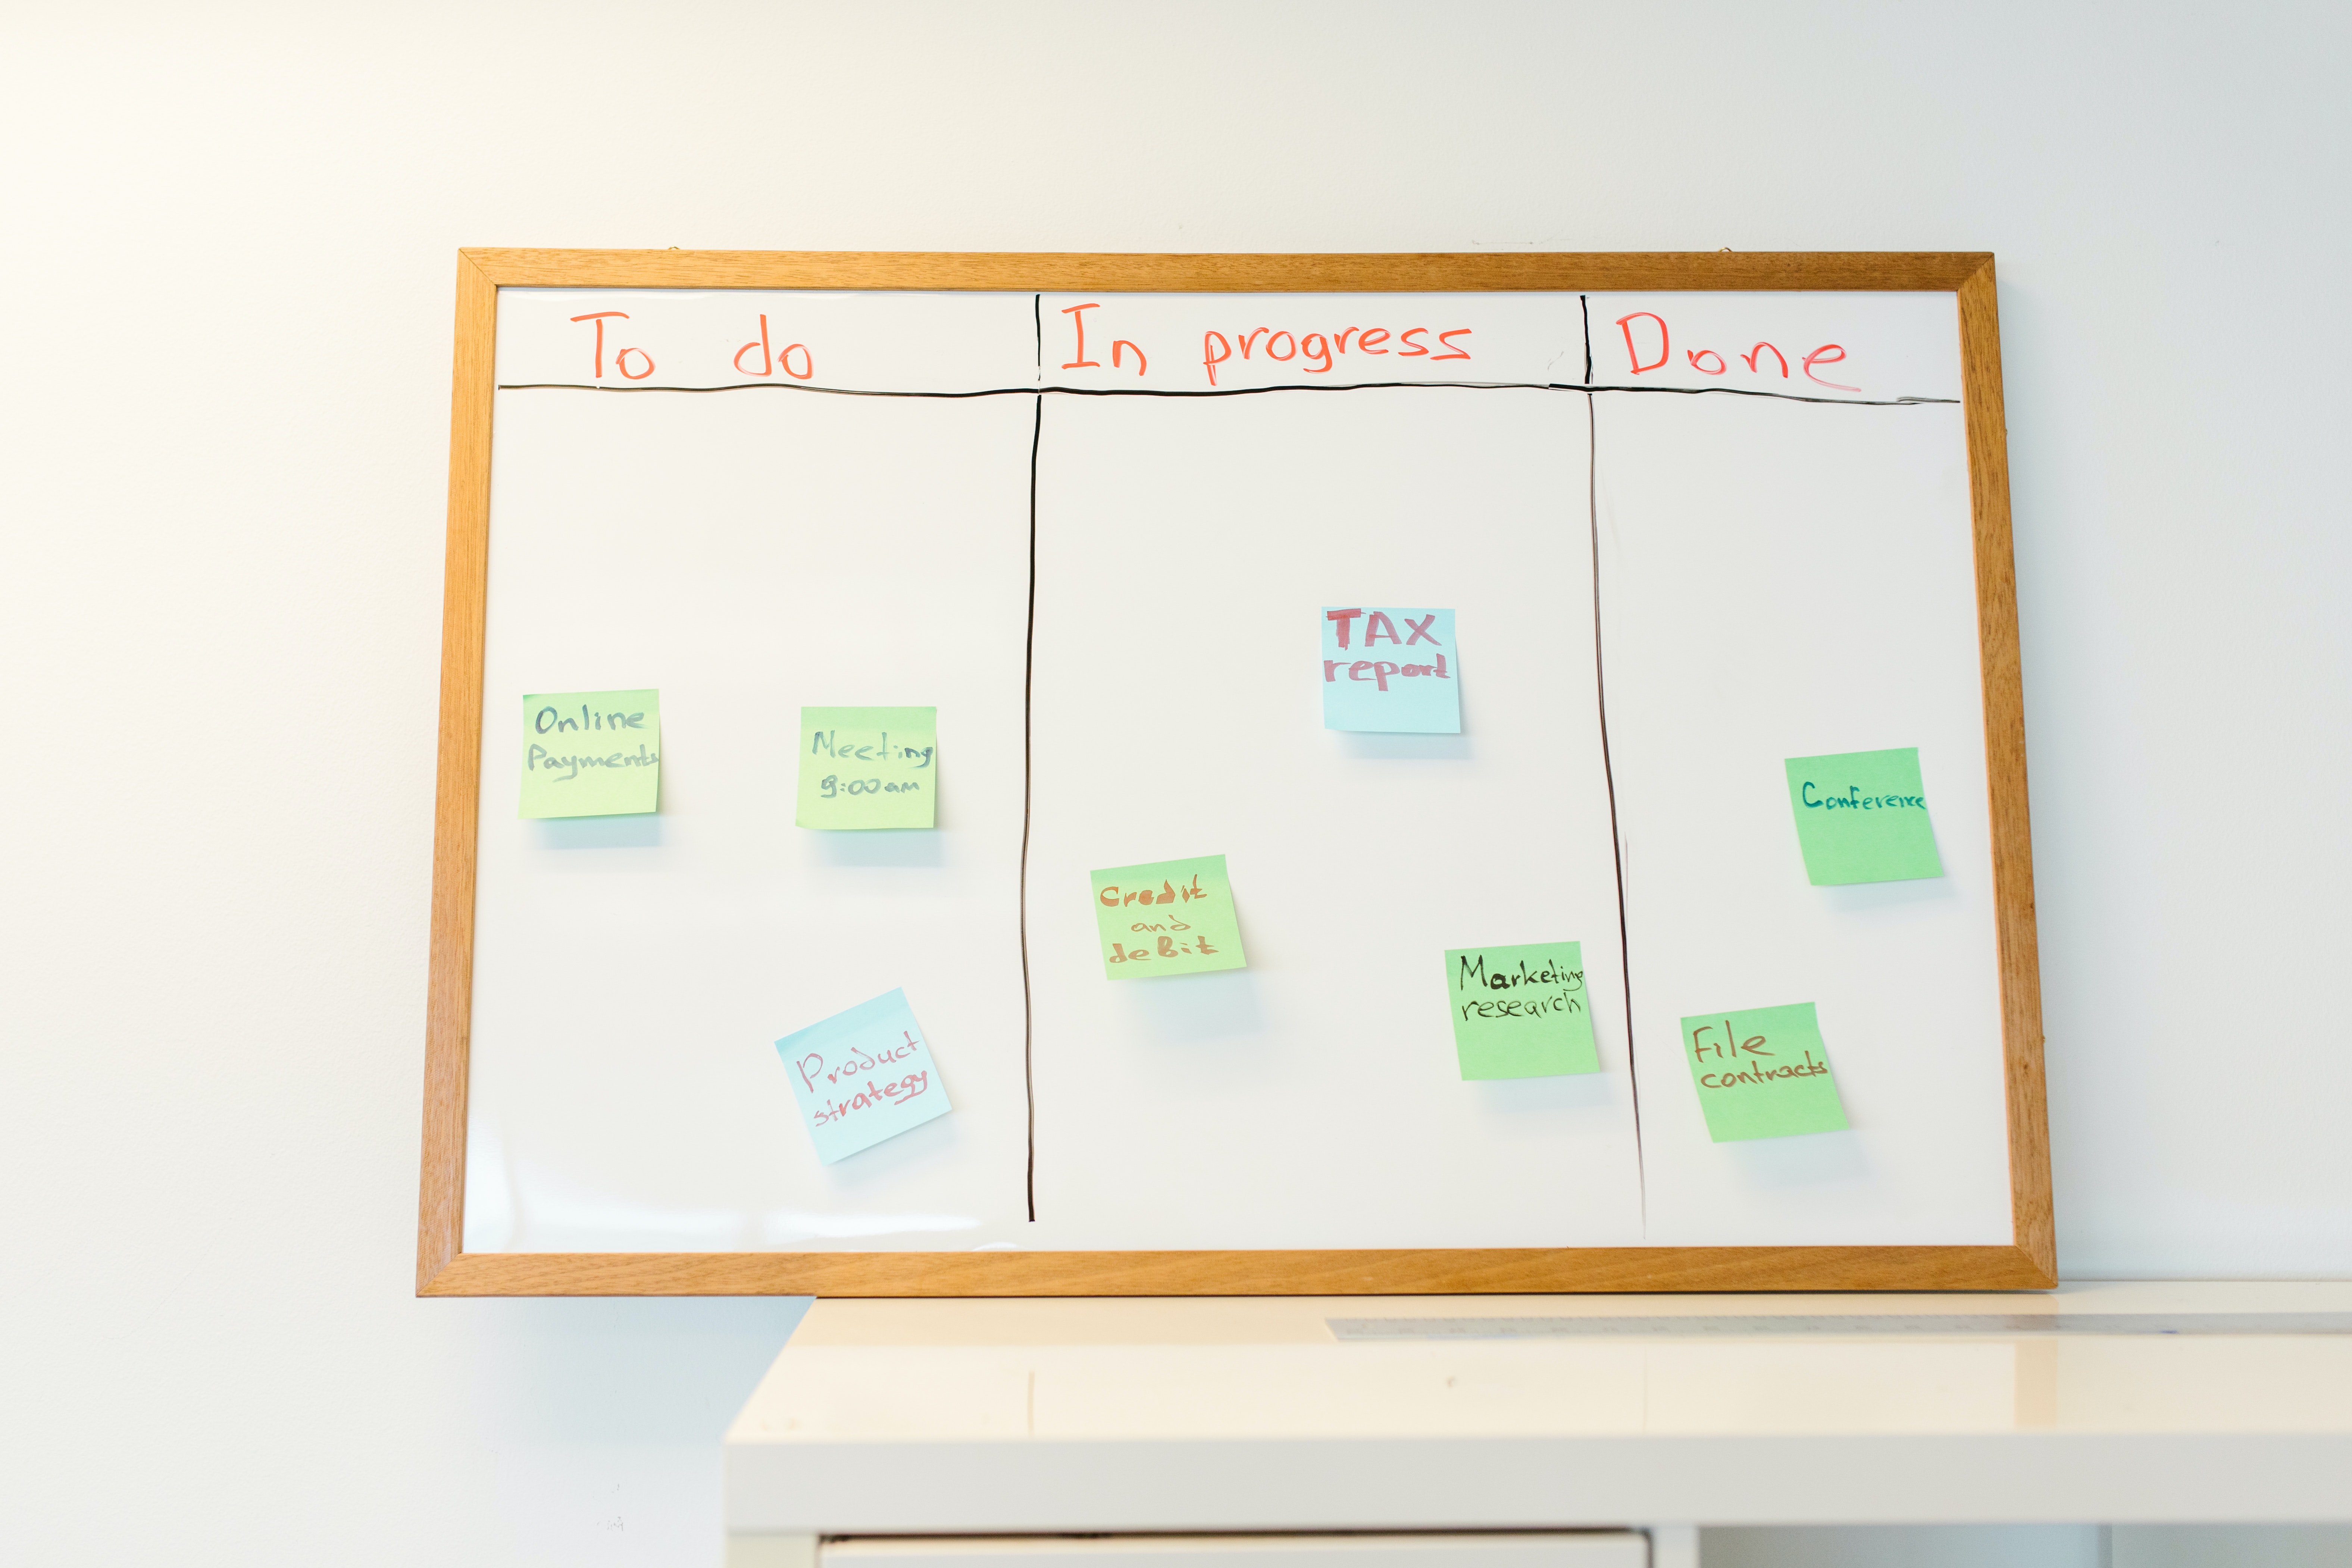 To do
In progress
Done
Online
Payments
Meeting
9:00am
Product
strategy
TAX
report
Credit
and
debit
Marketing
research
Conference
File
contracts